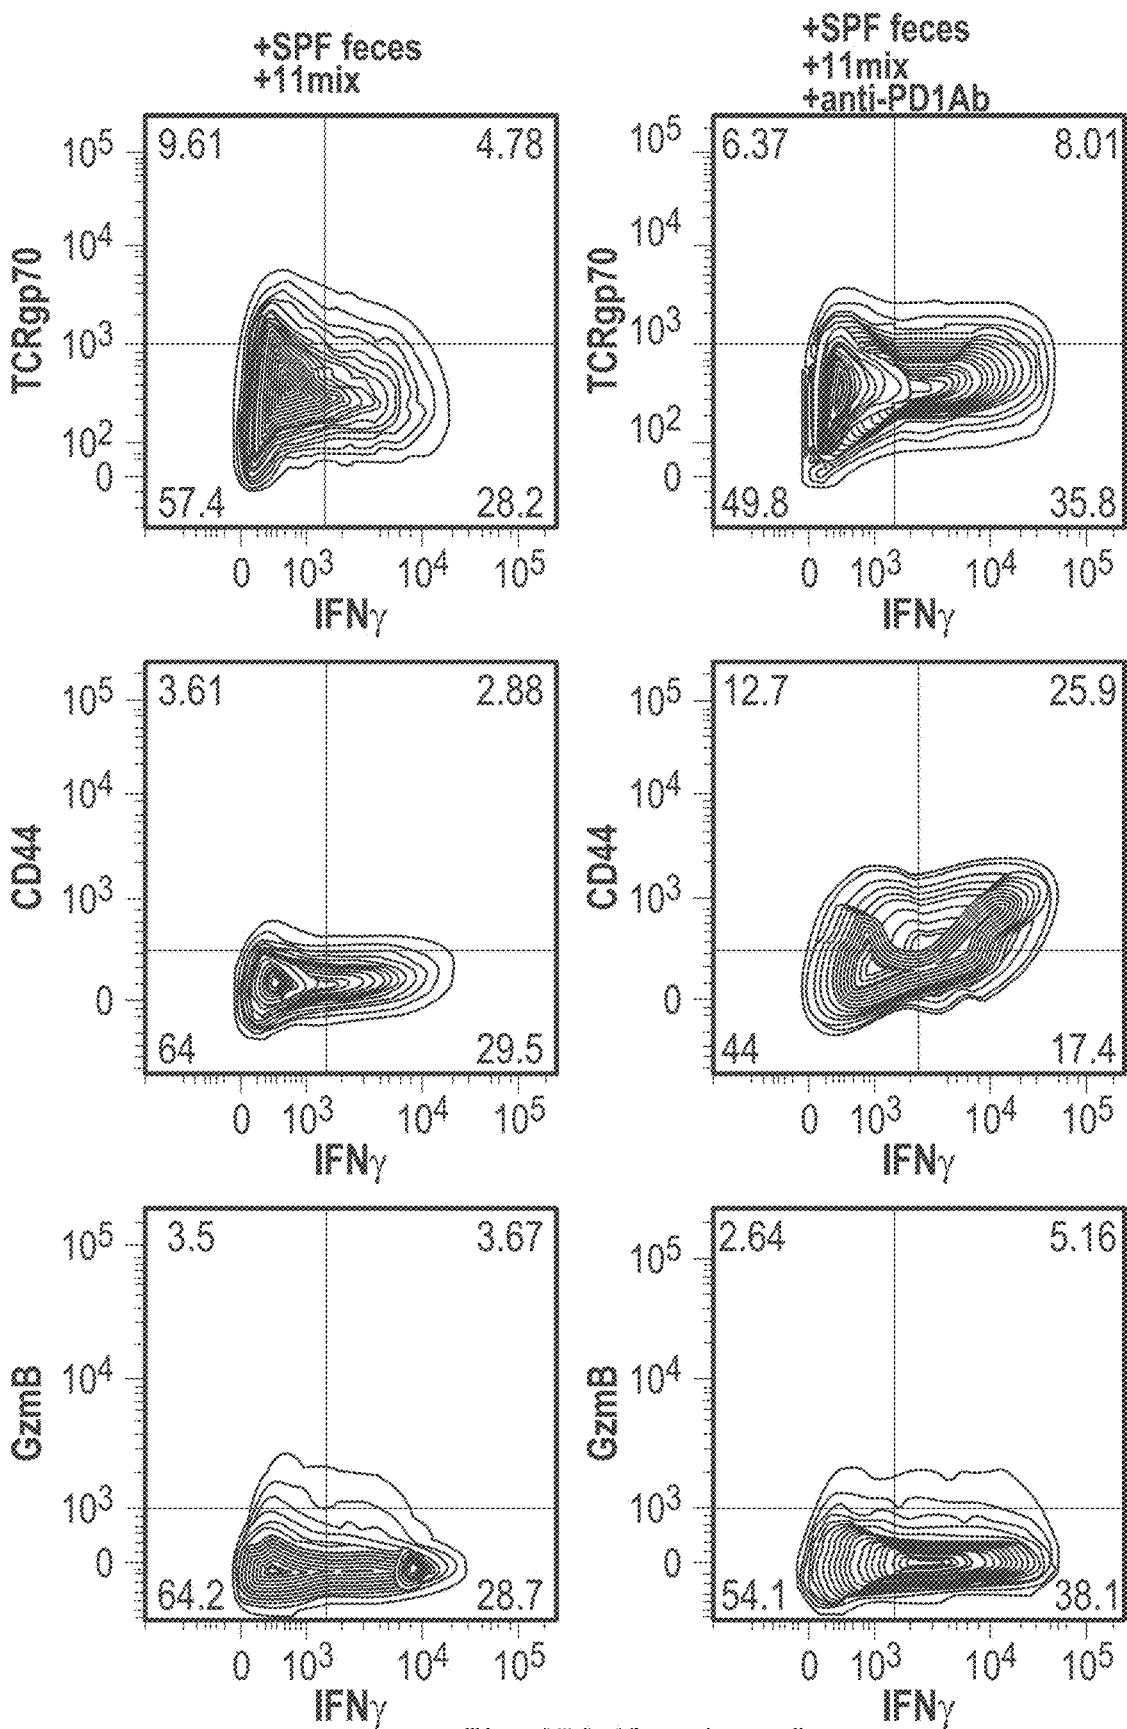 +SPF feces
+11mix
+SPF feces
+11mix
+anti-PD1Ab
9.61 4.78
10⁵
10⁴
10³
10²
0
TCRgp70
57.4 28.2
0 10³ 10⁴ 10⁵
IFNγ
6.37 8.01
10⁵
10⁴
10³
10²
0
TCRgp70
49.8 35.8
0 10³ 10⁴ 10⁵
IFNγ
3.61 2.88
10⁵
10⁴
10³
0
CD44
64 29.5
0 10³ 10⁴ 10⁵
IFNγ
12.7 25.9
10⁵
10⁴
10³
0
CD44
44 17.4
0 10³ 10⁴ 10⁵
IFNγ
3.5 3.67
10⁵
10⁴
10³
0
GzmB
64.2 28.7
0 10³ 10⁴ 10⁵
IFNγ
2.64 5.16
10⁵
10⁴
10³
0
GzmB
54.1 38.1
0 10³ 10⁴ 10⁵
IFNγ